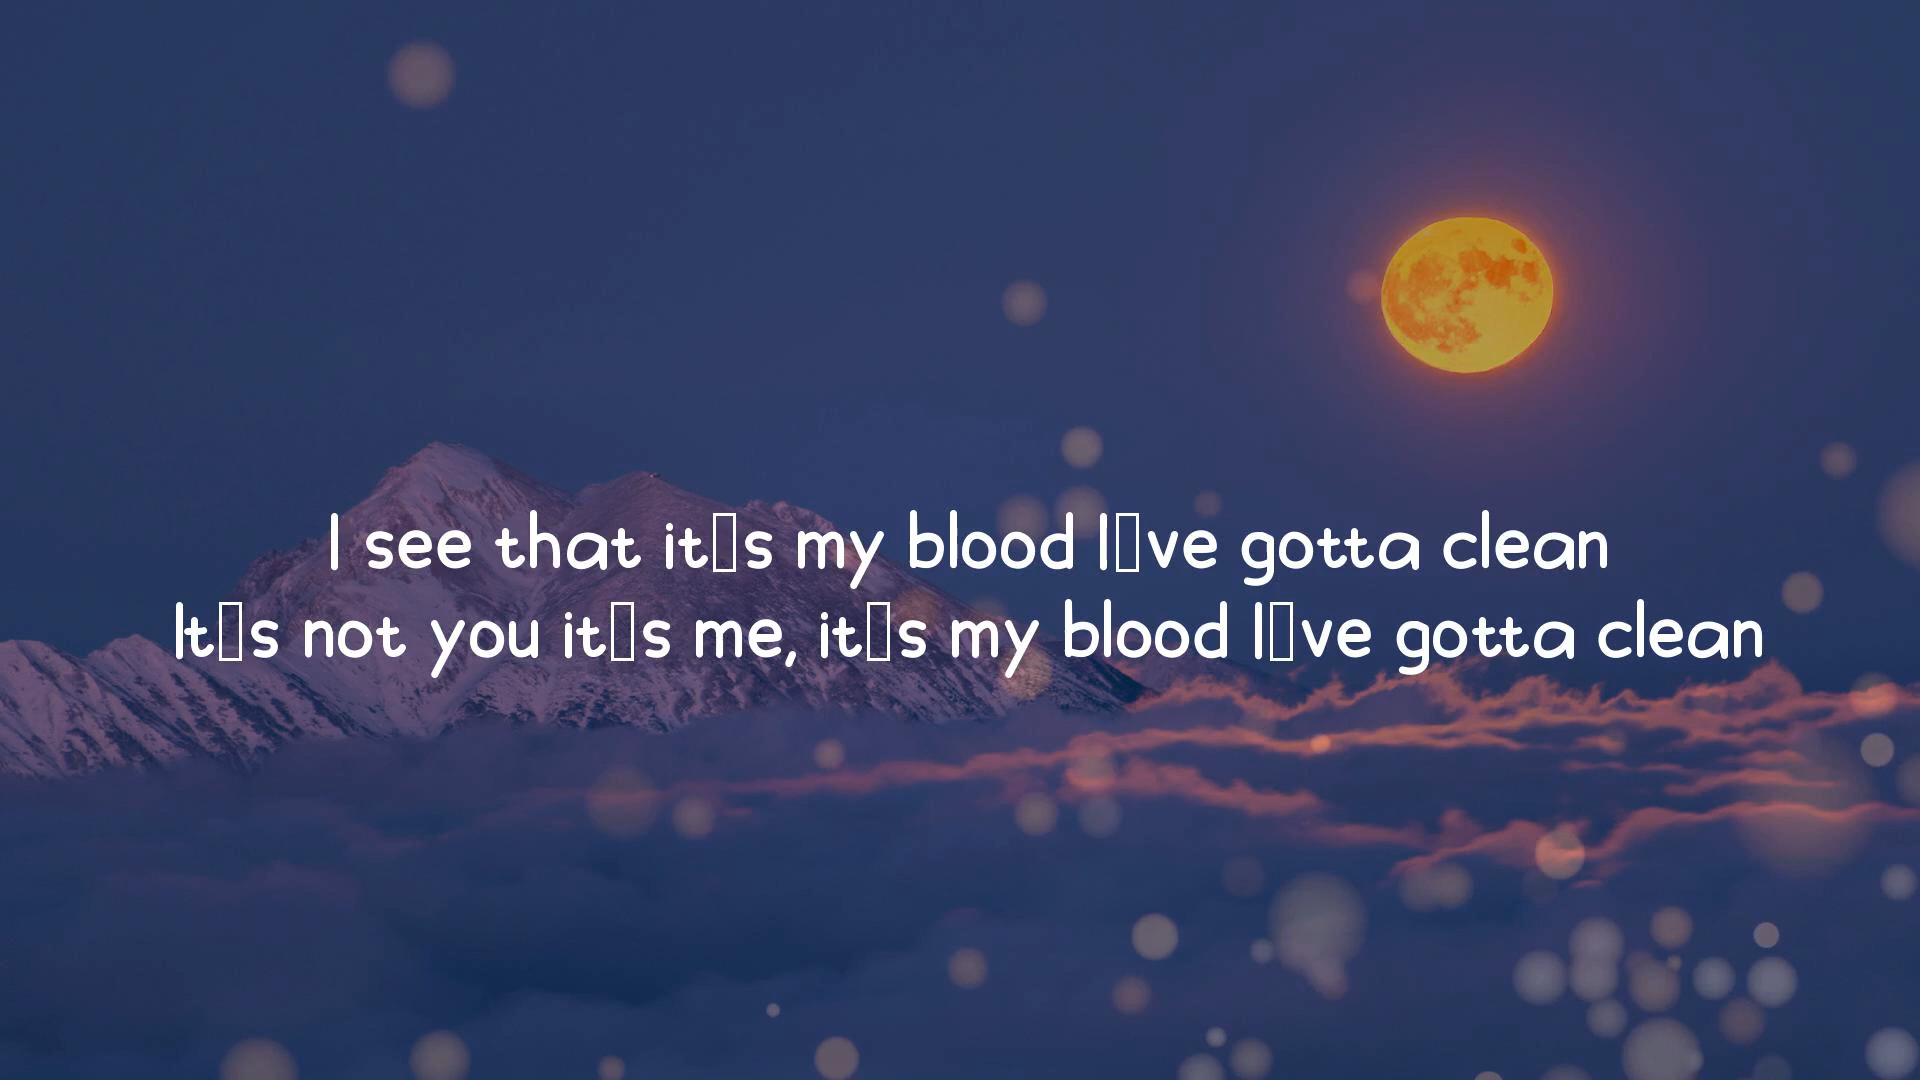 I see that it▯s my blood I▯ve gotta clean
It▯s not you it▯s me, it▯s my blood I▯ve gotta clean